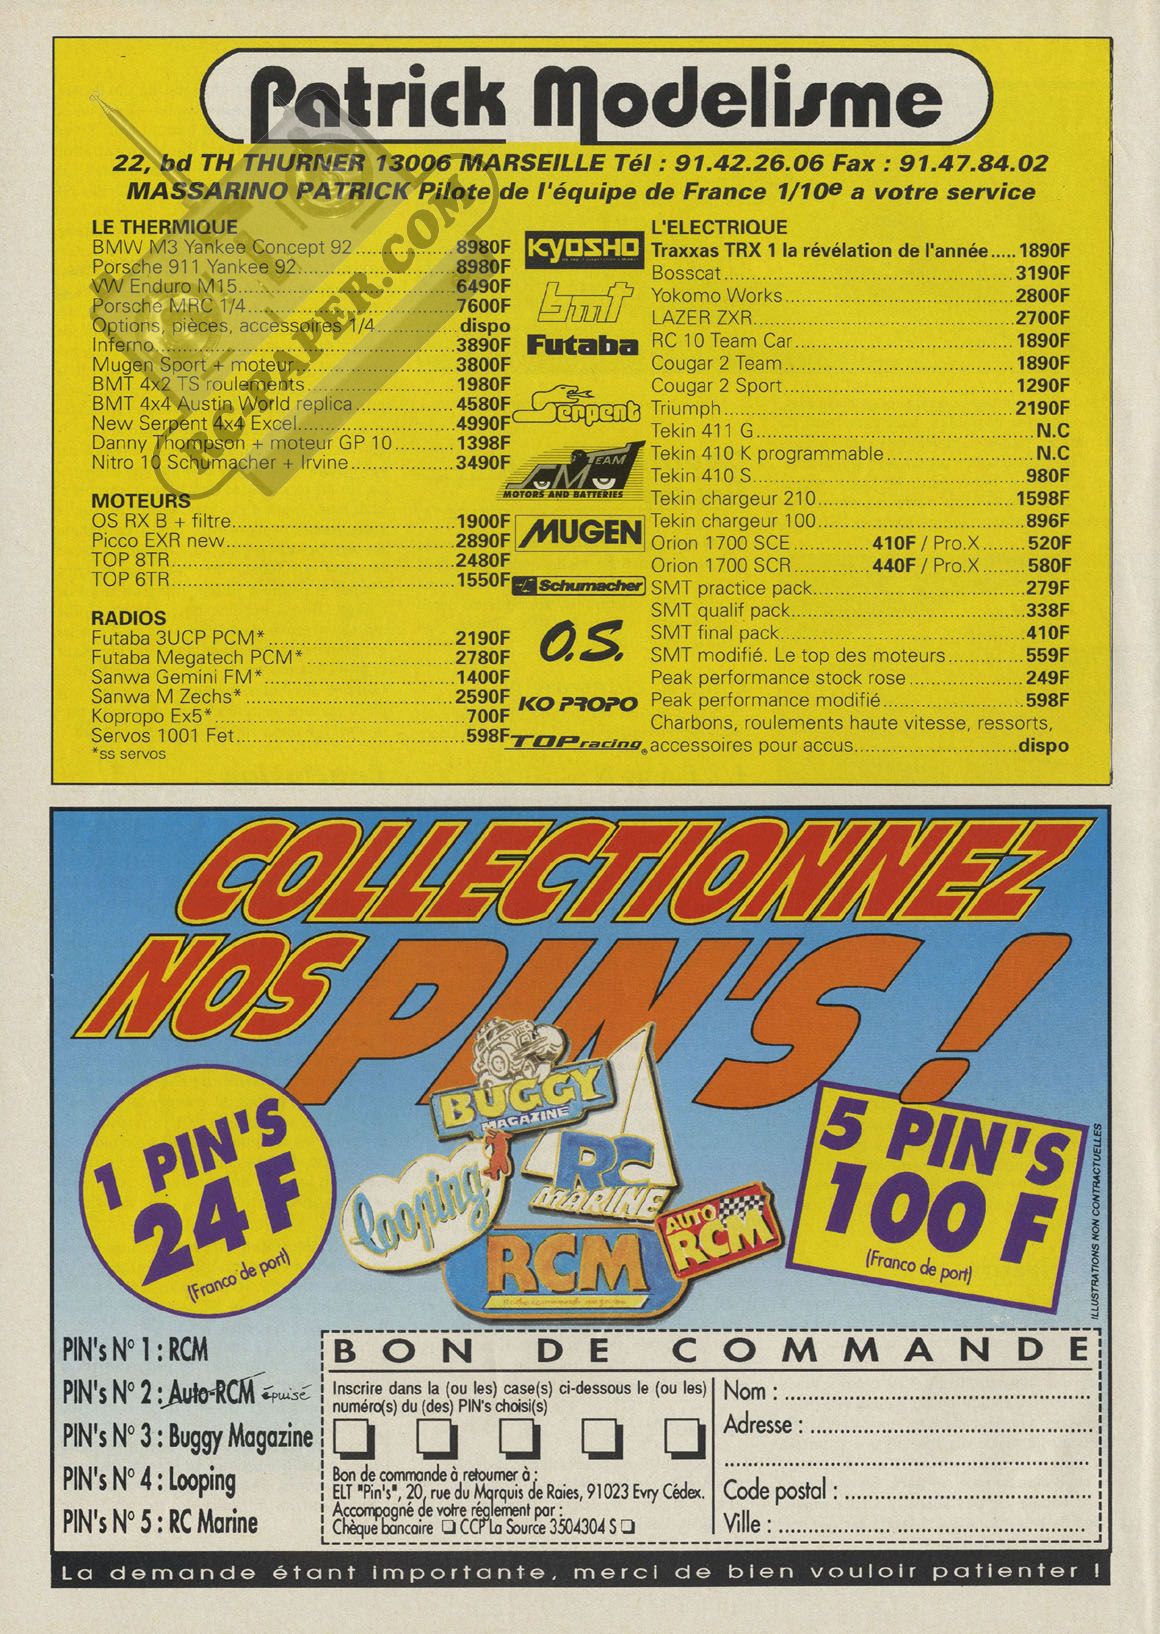 Patrick Modelisme
22, bd TH THURNER 13006 MARSEILLE Tél : 91.42.26.06 Fax : 91.47.84.02
MASSARINO PATRICK Pilote de l'équipe de France 1/10e a votre service
LE THERMIQUE
BMW M3 Yankee Concept 92 8980F
Porsche 911 Yankee 92 8980F
VW Enduro M15 6490F
Porsche MRC 1/4 7600F
Options, pièces, accessoires 1/4 dispo
Inferno 3890F
Mugen Sport + moteur 3800F
BMT 4x2 TS roulements 1980F
BMT 4x4 Austin World replica 4580F
New Serpent 4x4 Excel 4990F
Danny Thompson + moteur GP 10 1398F
Nitro 10 Schumacher + Irvine 3490F
MOTEURS
OS RX B + filtre 1900F
Picco EXR new 2890F
TOP 8TR 2480F
TOP 6TR 1550F
RADIOS
Futaba 3UCP PCM* 2190F
Futaba Megatech PCM* 2780F
Sanwa Gemini FM* 1400F
Sanwa M Zechs* 2590F
Kopropo Ex5* 700F
Servos 1001 Fet 598F
*ss servos
KYOSHO
bmt
Futaba
Serpent
SMT TEAM
MOTORS AND BATTERIES
MUGEN
Schumacher
O.S.
KO PROPO
TOP racing
L'ELECTRIQUE
Traxxas TRX 1 la révélation de l'année 1890F
Bosscat 3190F
Yokomo Works 2800F
LAZER ZXR 2700F
RC 10 Team Car 1890F
Cougar 2 Team 1890F
Cougar 2 Sport 1290F
Triumph 2190F
Tekin 411 G N.C
Tekin 410 K programmable N.C
Tekin 410 S 980F
Tekin chargeur 210 1598F
Tekin chargeur 100 896F
Orion 1700 SCE 410F / Pro.X 520F
Orion 1700 SCR 440F / Pro.X 580F
SMT practice pack 279F
SMT qualif pack 338F
SMT final pack 410F
SMT modifié. Le top des moteurs 559F
Peak performance stock rose 249F
Peak performance modifié 598F
Charbons, roulements haute vitesse, ressorts,
accessoires pour accus dispo
RC-PAPER.COM
COLLECTIONNEZ
NOS PIN'S !
1 PIN'S
24 F
(Franco de port)
BUGGY
MAGAZINE
looping
RC
MARINE
AUTO
RCM
RCM
5 PIN'S
100 F
(Franco de port)
ILLUSTRATIONS NON CONTRACTUELLES
PIN's N° 1 : RCM
PIN's N° 2 : Auto-RCM épuisé
PIN's N° 3 : Buggy Magazine
PIN's N° 4 : Looping
PIN's N° 5 : RC Marine
BON DE COMMANDE
Inscrire dans la (ou les) case(s) ci-dessous le (ou les)
numéro(s) du (des) PIN's choisi(s)
Bon de commande à retourner à :
ELT "Pin's", 20, rue du Marquis de Raies, 91023 Evry Cédex.
Accompagné de votre réglement par :
Chèque bancaire ❏ CCP La Source 3504304 S ❏
Nom :
Adresse :
Code postal :
Ville :
La demande étant importante, merci de bien vouloir patienter !